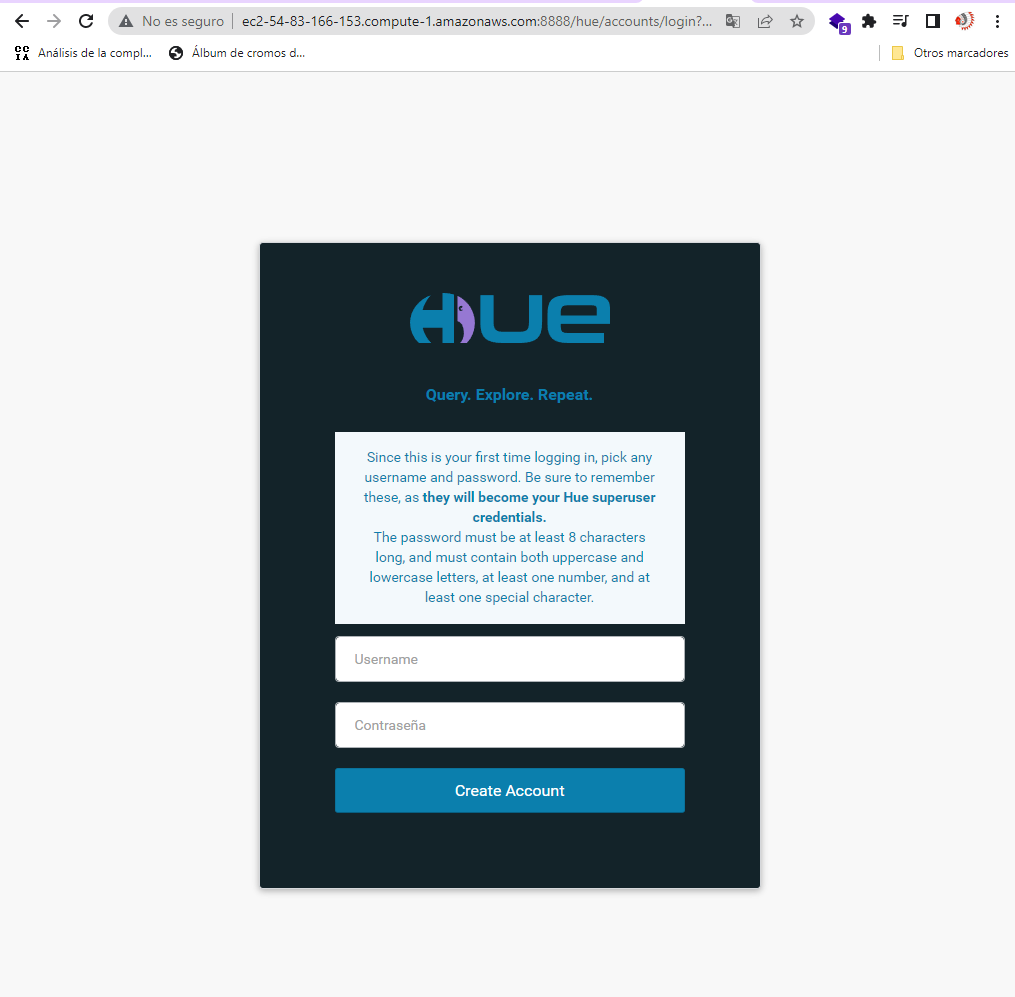 No es seguro ec2-54-83-166-153.compute-1.amazonaws.com:8888/hue/accounts/login?... 9
Análisis de la compl... Álbum de cromos d... Otros marcadores
HUE
Query. Explore. Repeat.
Since this is your first time logging in, pick any
username and password. Be sure to remember
these, as they will become your Hue superuser
credentials.
The password must be at least 8 characters
long, and must contain both uppercase and
lowercase letters, at least one number, and at
least one special character.
Username
Contraseña
Create Account